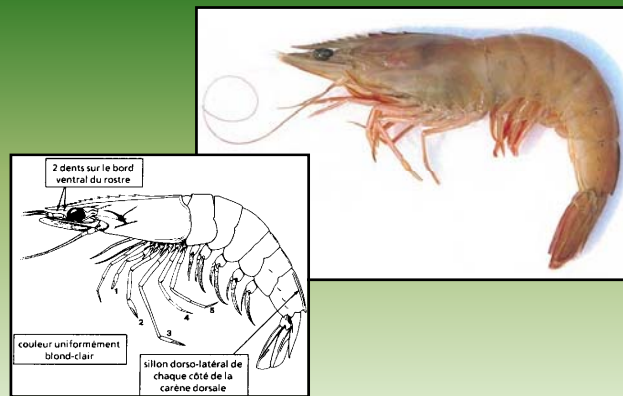 2 dents sur le bord
ventral du rostre
1
2
3
4
5
couleur uniformément
blond-clair
sillon dorso-latéral de
chaque côté de la
carène dorsale